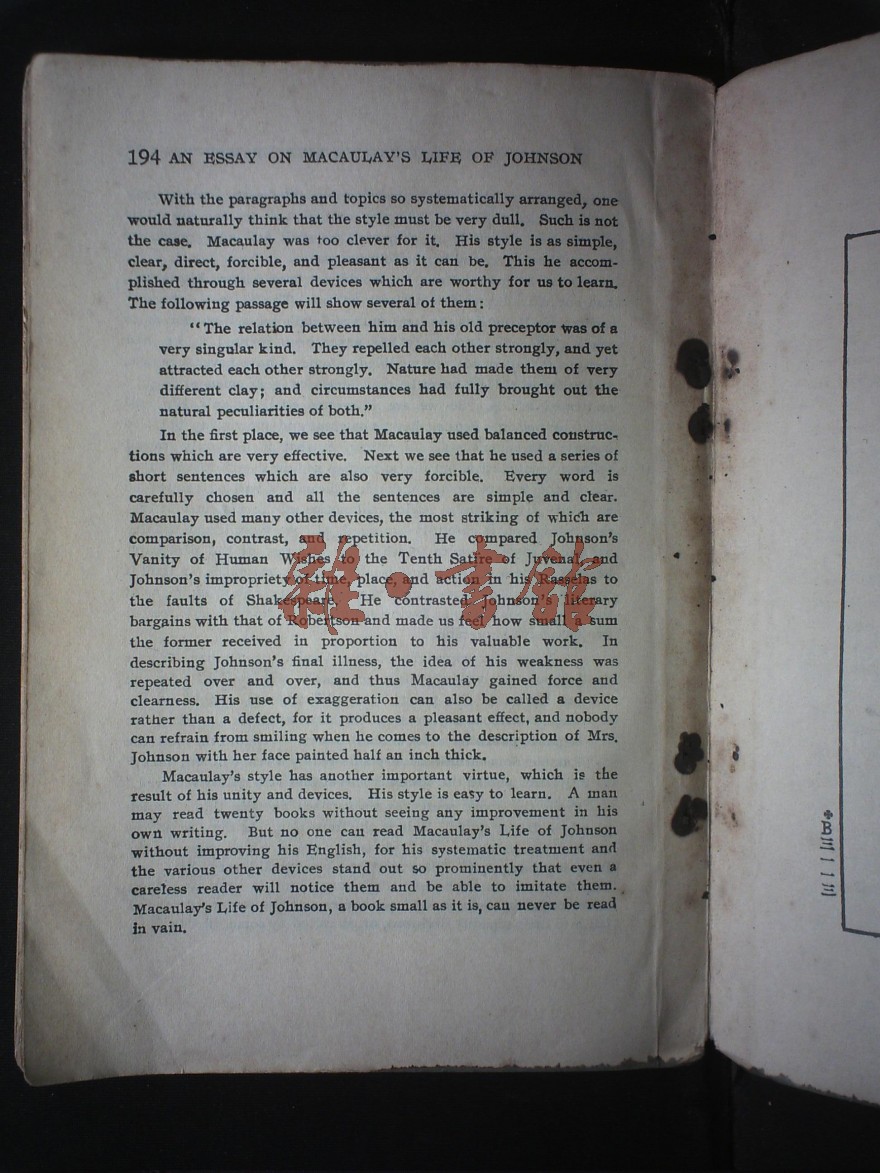 194 AN ESSAY ON MACAULAY'S LIFE OF JOHNSON
With the paragraphs and topics so systematically arranged, one
would naturally think that the style must be very dull. Such is not
the case. Macaulay was too clever for it. His style is as simple,
clear, direct, forcible, and pleasant as it can be. This he accom-
plished through several devices which are worthy for us to learn.
The following passage will show several of them:
"The relation between him and his old preceptor was of a
very singular kind. They repelled each other strongly, and yet
attracted each other strongly. Nature had made them of very
different clay; and circumstances had fully brought out the
natural peculiarities of both."
In the first place, we see that Macaulay used balanced construc-
tions which are very effective. Next we see that he used a series of
short sentences which are also very forcible. Every word is
carefully chosen and all the sentences are simple and clear.
Macaulay used many other devices, the most striking of which are
comparison, contrast, and repetition. He compared Johnson's
Vanity of Human Wishes to the Tenth Satire of Juvenal, and
Johnson's impropriety of time, place, and action in his Rasselas to
the faults of Shakespeare. He contrasted Johnson's literary
bargains with that of Robertson and made us feel how small a sum
the former received in proportion to his valuable work. In
describing Johnson's final illness, the idea of his weakness was
repeated over and over, and thus Macaulay gained force and
clearness. His use of exaggeration can also be called a device
rather than a defect, for it produces a pleasant effect, and nobody
can refrain from smiling when he comes to the description of Mrs.
Johnson with her face painted half an inch thick.
Macaulay's style has another important virtue, which is the
result of his unity and devices. His style is easy to learn. A man
may read twenty books without seeing any improvement in his
own writing. But no one can read Macaulay's Life of Johnson
without improving his English, for his systematic treatment and
the various other devices stand out so prominently that even a
careless reader will notice them and be able to imitate them.
Macaulay's Life of Johnson, a book small as it is, can never be read
in vain.
雜·書館